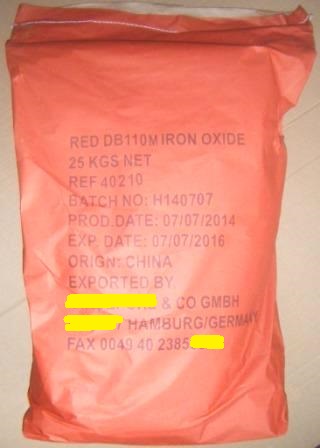 RED DB110M IRON OXIDE
25 KGS NET
REF 40210
BATCH NO: H140707
PROD.DATE: 07/07/2014
EXP. DATE: 07/07/2016
ORIGN: CHINA
EXPORTED BY
& CO GMBH
HAMBURG/GERMANY
FAX 0049 40 2385